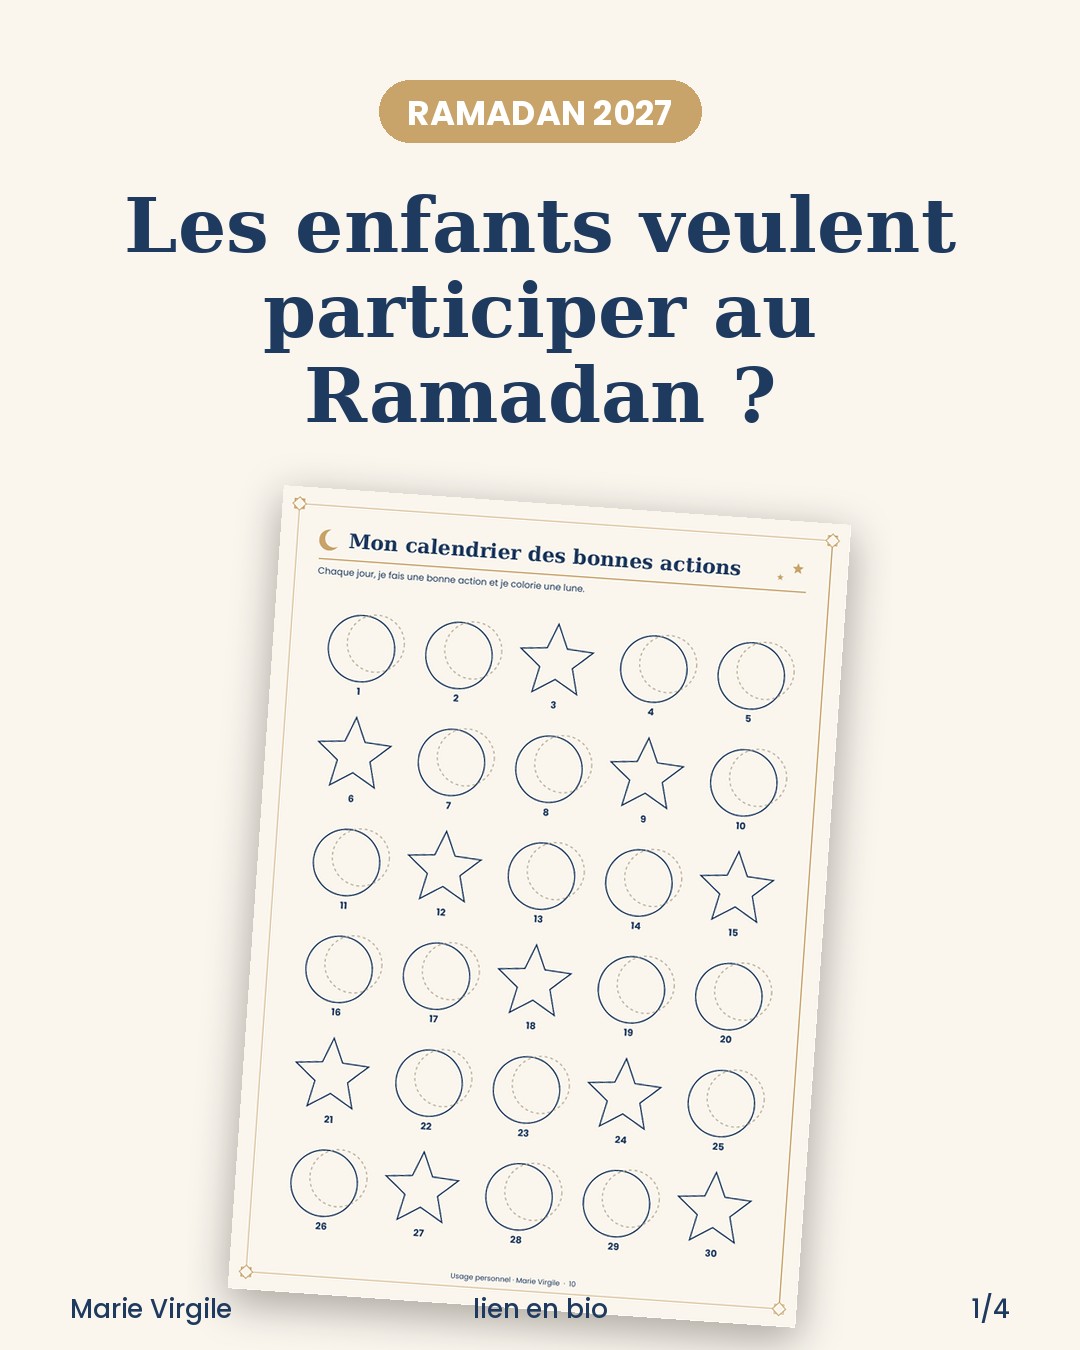 RAMADAN 2027
Les enfants veulent
participer au
Ramadan ?
Mon calendrier des bonnes actions
Chaque jour, je fais une bonne action et je colorie une lune.
1 2 3 4 5
6 7 8 9 10
11 12 13 14 15
16 17 18 19 20
21 22 23 24 25
26 27 28 29 30
Usage personnel · Marie Virgile · 10
Marie Virgile lien en bio 1/4